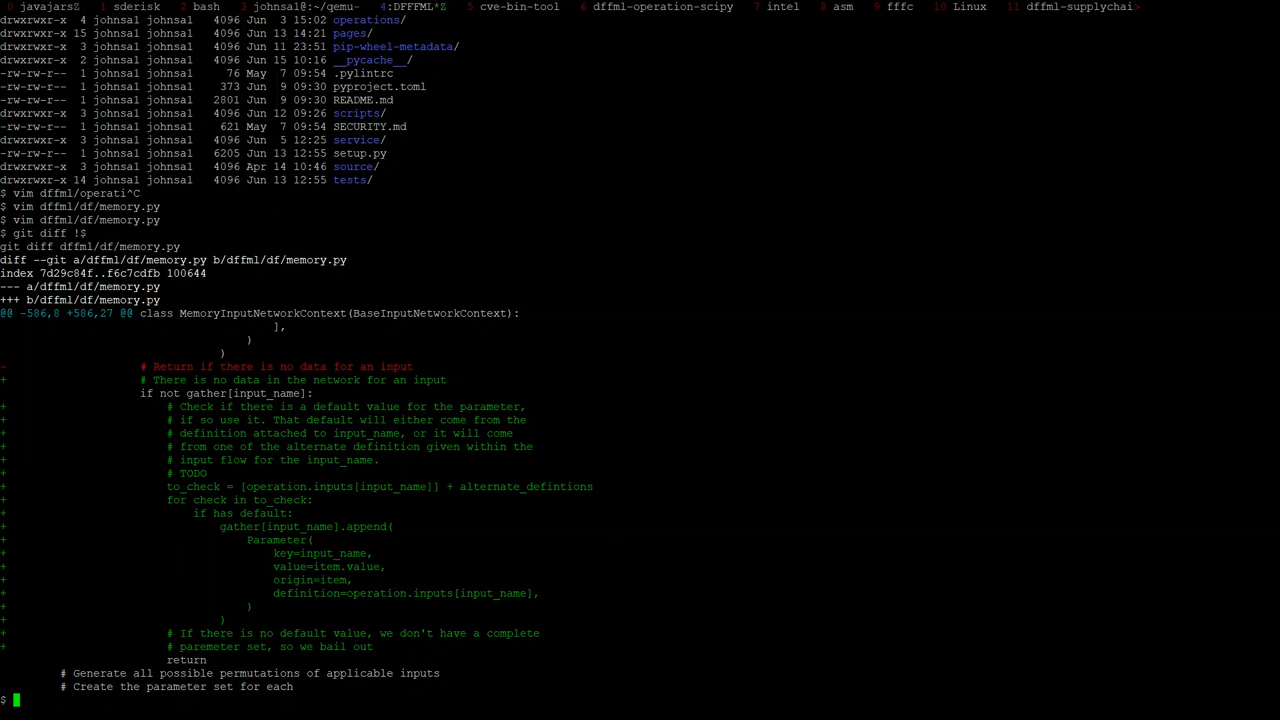 0 javajarsZ  1 sderisk  2 bash  3 johnsa1@:~/qemu-  4:DFFFML*Z  5 cve-bin-tool  6 dffml-operation-scipy  7 intel  8 asm  9 fffc  10 Linux  11 dffml-supplychai>
drwxrwxr-x  4 johnsa1 johnsa1   4096 Jun  3 15:02 operations/
drwxrwxr-x 15 johnsa1 johnsa1   4096 Jun 13 14:21 pages/
drwxrwxr-x  3 johnsa1 johnsa1   4096 Jun 11 23:51 pip-wheel-metadata/
drwxrwxr-x  2 johnsa1 johnsa1   4096 Jun 15 10:16 __pycache__/
-rw-rw-r--  1 johnsa1 johnsa1     76 May  7 09:54 .pylintrc
-rw-rw-r--  1 johnsa1 johnsa1    373 Jun  9 09:30 pyproject.toml
-rw-rw-r--  1 johnsa1 johnsa1   2801 Jun  9 09:30 README.md
drwxrwxr-x  3 johnsa1 johnsa1   4096 Jun 12 09:26 scripts/
-rw-rw-r--  1 johnsa1 johnsa1    621 May  7 09:54 SECURITY.md
drwxrwxr-x  3 johnsa1 johnsa1   4096 Jun  5 12:25 service/
-rw-rw-r--  1 johnsa1 johnsa1   6205 Jun 13 12:55 setup.py
drwxrwxr-x  3 johnsa1 johnsa1   4096 Apr 14 10:46 source/
drwxrwxr-x 14 johnsa1 johnsa1   4096 Jun 13 12:55 tests/
$ vim dffml/operati^C
$ vim dffml/df/memory.py
$ vim dffml/df/memory.py
$ git diff !$
git diff dffml/df/memory.py
diff --git a/dffml/df/memory.py b/dffml/df/memory.py
index 7d29c84f..f6c7cdfb 100644
--- a/dffml/df/memory.py
+++ b/dffml/df/memory.py
@@ -586,8 +586,27 @@ class MemoryInputNetworkContext(BaseInputNetworkContext):
                                         ],
                                     )
                                 )
-                    # Return if there is no data for an input
+                    # There is no data in the network for an input
                     if not gather[input_name]:
+                        # Check if there is a default value for the parameter,
+                        # if so use it. That default will either come from the
+                        # definition attached to input_name, or it will come
+                        # from one of the alternate definition given within the
+                        # input flow for the input_name.
+                        # TODO
+                        to_check = [operation.inputs[input_name]] + alternate_defintions
+                        for check in to_check:
+                            if has default:
+                                gather[input_name].append(
+                                    Parameter(
+                                        key=input_name,
+                                        value=item.value,
+                                        origin=item,
+                                        definition=operation.inputs[input_name],
+                                    )
+                                )
+                        # If there is no default value, we don't have a complete
+                        # paremeter set, so we bail out
                         return
         # Generate all possible permutations of applicable inputs
         # Create the parameter set for each
$